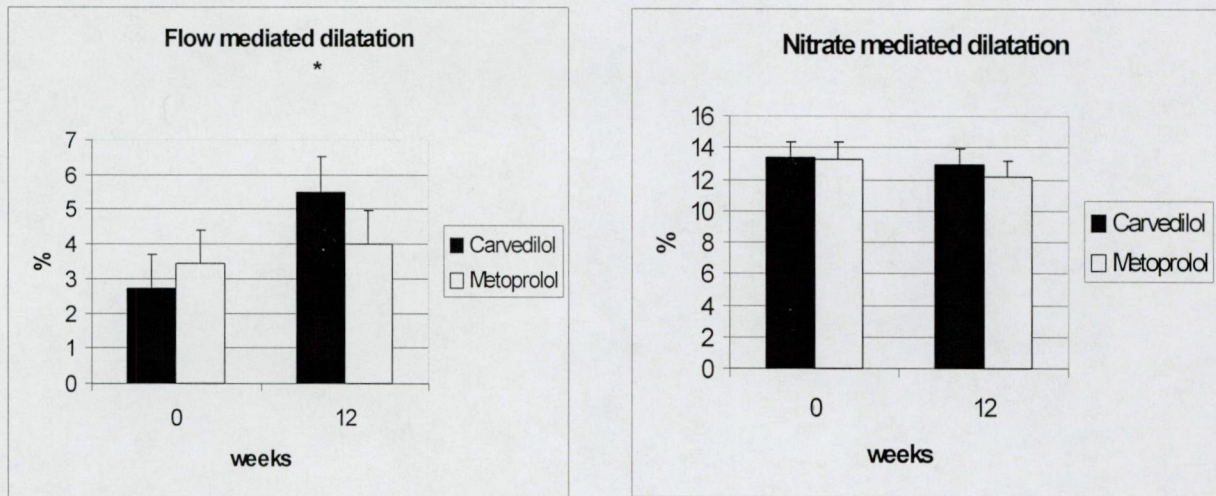 Flow mediated dilatation
*
7
6
5
4
3
2
1
0
%
0 12
weeks
Carvedilol
Metoprolol
Nitrate mediated dilatation
16
14
12
10
8
6
4
2
0
%
0 12
weeks
Carvedilol
Metoprolol